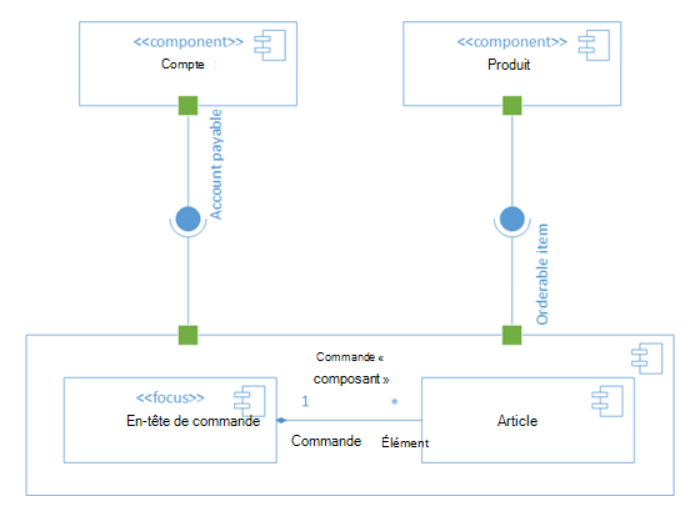 <<component>>
Compte
<<component>>
Produit
Account payable
Orderable item
Commande «
composant »
<<focus>>
En-tête de commande
1
*
Commande
Élément
Article